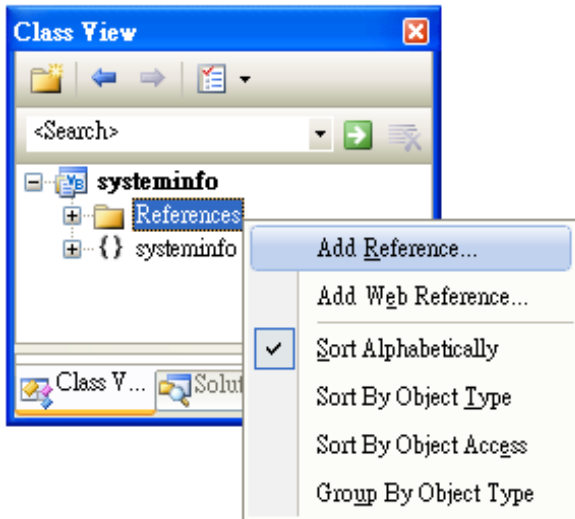 Class View
<Search>
systeminfo
References
{} systeminfo
Add Reference...
Add Web Reference...
Sort Alphabetically
Sort By Object Type
Sort By Object Access
Group By Object Type
Class V...
Solut